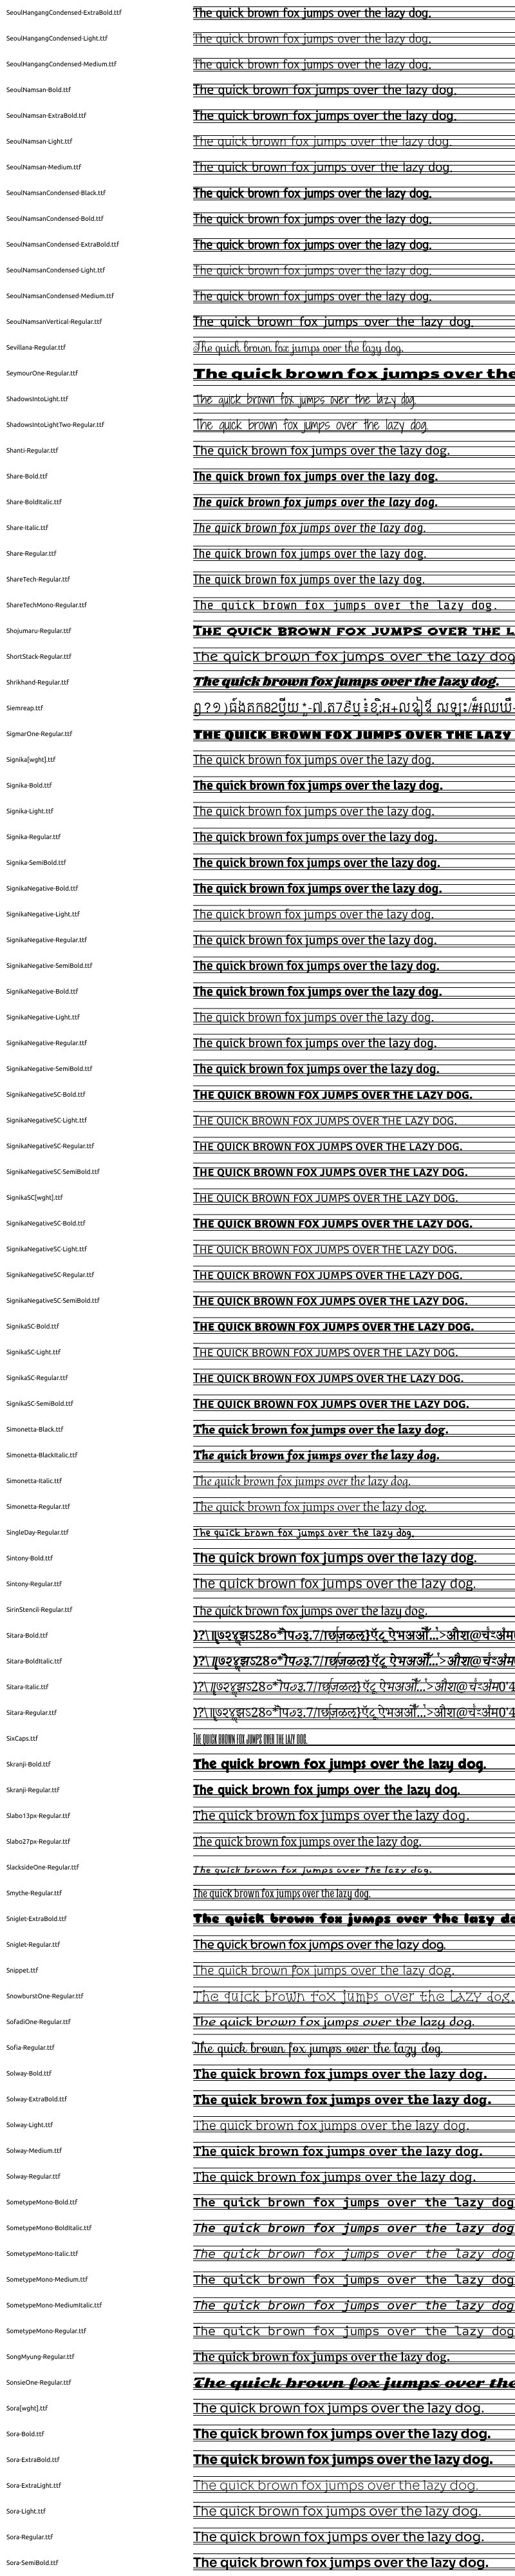 SeoulHangangCondensed-ExtraBold.ttf The quick brown fox jumps over the lazy dog.
SeoulHangangCondensed-Light.ttf The quick brown fox jumps over the lazy dog.
SeoulHangangCondensed-Medium.ttf The quick brown fox jumps over the lazy dog.
SeoulNamsan-Bold.ttf The quick brown fox jumps over the lazy dog.
SeoulNamsan-ExtraBold.ttf The quick brown fox jumps over the lazy dog.
SeoulNamsan-Light.ttf The quick brown fox jumps over the lazy dog.
SeoulNamsan-Medium.ttf The quick brown fox jumps over the lazy dog.
SeoulNamsanCondensed-Black.ttf The quick brown fox jumps over the lazy dog.
SeoulNamsanCondensed-Bold.ttf The quick brown fox jumps over the lazy dog.
SeoulNamsanCondensed-ExtraBold.ttf The quick brown fox jumps over the lazy dog.
SeoulNamsanCondensed-Light.ttf The quick brown fox jumps over the lazy dog.
SeoulNamsanCondensed-Medium.ttf The quick brown fox jumps over the lazy dog.
SeoulNamsanVertical-Regular.ttf The quick brown fox jumps over the lazy dog.
Sevillana-Regular.ttf The quick brown fox jumps over the lazy dog.
SeymourOne-Regular.ttf The quick brown fox jumps over the
ShadowsIntoLight.ttf The quick brown fox jumps over the lazy dog.
ShadowsIntoLightTwo-Regular.ttf The quick brown fox jumps over the lazy dog.
Shanti-Regular.ttf The quick brown fox jumps over the lazy dog.
Share-Bold.ttf The quick brown fox jumps over the lazy dog.
Share-BoldItalic.ttf The quick brown fox jumps over the lazy dog.
Share-Italic.ttf The quick brown fox jumps over the lazy dog.
Share-Regular.ttf The quick brown fox jumps over the lazy dog.
ShareTech-Regular.ttf The quick brown fox jumps over the lazy dog.
ShareTechMono-Regular.ttf The quick brown fox jumps over the lazy dog.
Shojumaru-Regular.ttf The quick brown fox jumps over the l
ShortStack-Regular.ttf The quick brown fox jumps over the lazy dog
Shrikhand-Regular.ttf The quick brown fox jumps over the lazy dog.
Siemreap.ttf
SigmarOne-Regular.ttf THE QUICK BROWN FOX JUMPS OVER THE LAZY
Signika[wght].ttf The quick brown fox jumps over the lazy dog.
Signika-Bold.ttf The quick brown fox jumps over the lazy dog.
Signika-Light.ttf The quick brown fox jumps over the lazy dog.
Signika-Regular.ttf The quick brown fox jumps over the lazy dog.
Signika-SemiBold.ttf The quick brown fox jumps over the lazy dog.
SignikaNegative-Bold.ttf The quick brown fox jumps over the lazy dog.
SignikaNegative-Light.ttf The quick brown fox jumps over the lazy dog.
SignikaNegative-Regular.ttf The quick brown fox jumps over the lazy dog.
SignikaNegative-SemiBold.ttf The quick brown fox jumps over the lazy dog.
SignikaNegative-Bold.ttf The quick brown fox jumps over the lazy dog.
SignikaNegative-Light.ttf The quick brown fox jumps over the lazy dog.
SignikaNegative-Regular.ttf The quick brown fox jumps over the lazy dog.
SignikaNegative-SemiBold.ttf The quick brown fox jumps over the lazy dog.
SignikaNegativeSC-Bold.ttf THE QUICK BROWN FOX JUMPS OVER THE LAZY DOG.
SignikaNegativeSC-Light.ttf THE QUICK BROWN FOX JUMPS OVER THE LAZY DOG.
SignikaNegativeSC-Regular.ttf THE QUICK BROWN FOX JUMPS OVER THE LAZY DOG.
SignikaNegativeSC-SemiBold.ttf THE QUICK BROWN FOX JUMPS OVER THE LAZY DOG.
SignikaSC[wght].ttf THE QUICK BROWN FOX JUMPS OVER THE LAZY DOG.
SignikaNegativeSC-Bold.ttf THE QUICK BROWN FOX JUMPS OVER THE LAZY DOG.
SignikaNegativeSC-Light.ttf THE QUICK BROWN FOX JUMPS OVER THE LAZY DOG.
SignikaNegativeSC-Regular.ttf THE QUICK BROWN FOX JUMPS OVER THE LAZY DOG.
SignikaNegativeSC-SemiBold.ttf THE QUICK BROWN FOX JUMPS OVER THE LAZY DOG.
SignikaSC-Bold.ttf THE QUICK BROWN FOX JUMPS OVER THE LAZY DOG.
SignikaSC-Light.ttf THE QUICK BROWN FOX JUMPS OVER THE LAZY DOG.
SignikaSC-Regular.ttf THE QUICK BROWN FOX JUMPS OVER THE LAZY DOG.
SignikaSC-SemiBold.ttf THE QUICK BROWN FOX JUMPS OVER THE LAZY DOG.
Simonetta-Black.ttf The quick brown fox jumps over the lazy dog.
Simonetta-BlackItalic.ttf The quick brown fox jumps over the lazy dog.
Simonetta-Italic.ttf The quick brown fox jumps over the lazy dog.
Simonetta-Regular.ttf The quick brown fox jumps over the lazy dog.
SingleDay-Regular.ttf The quick brown fox jumps over the lazy dog.
Sintony-Bold.ttf The quick brown fox jumps over the lazy dog.
Sintony-Regular.ttf The quick brown fox jumps over the lazy dog.
SirinStencil-Regular.ttf The quick brown fox jumps over the lazy dog.
Sitara-Bold.ttf
Sitara-BoldItalic.ttf
Sitara-Italic.ttf
Sitara-Regular.ttf
SixCaps.ttf THE QUICK BROWN FOX JUMPS OVER THE LAZY DOG.
Skranji-Bold.ttf The quick brown fox jumps over the lazy dog.
Skranji-Regular.ttf The quick brown fox jumps over the lazy dog.
Slabo13px-Regular.ttf The quick brown fox jumps over the lazy dog.
Slabo27px-Regular.ttf The quick brown fox jumps over the lazy dog.
SlacksideOne-Regular.ttf The quick brown fox jumps over the lazy dog.
Smythe-Regular.ttf The quick brown fox jumps over the lazy dog.
Sniglet-ExtraBold.ttf The quick brown fox jumps over the lazy do
Sniglet-Regular.ttf The quick brown fox jumps over the lazy dog.
Snippet.ttf The quick brown fox jumps over the lazy dog.
SnowburstOne-Regular.ttf The quick brown fox jumps over the lazy dog.
SofadiOne-Regular.ttf The quick brown fox jumps over the lazy dog.
Sofia-Regular.ttf The quick brown fox jumps over the lazy dog.
Solway-Bold.ttf The quick brown fox jumps over the lazy dog.
Solway-ExtraBold.ttf The quick brown fox jumps over the lazy dog.
Solway-Light.ttf The quick brown fox jumps over the lazy dog.
Solway-Medium.ttf The quick brown fox jumps over the lazy dog.
Solway-Regular.ttf The quick brown fox jumps over the lazy dog.
SometypeMono-Bold.ttf The quick brown fox jumps over the lazy dog
SometypeMono-BoldItalic.ttf The quick brown fox jumps over the lazy dog
SometypeMono-Italic.ttf The quick brown fox jumps over the lazy dog
SometypeMono-Medium.ttf The quick brown fox jumps over the lazy dog
SometypeMono-MediumItalic.ttf The quick brown fox jumps over the lazy dog
SometypeMono-Regular.ttf The quick brown fox jumps over the lazy dog
SongMyung-Regular.ttf The quick brown fox jumps over the lazy dog.
SonsieOne-Regular.ttf The quick brown fox jumps over the
Sora[wght].ttf The quick brown fox jumps over the lazy dog.
Sora-Bold.ttf The quick brown fox jumps over the lazy dog.
Sora-ExtraBold.ttf The quick brown fox jumps over the lazy dog.
Sora-ExtraLight.ttf The quick brown fox jumps over the lazy dog.
Sora-Light.ttf The quick brown fox jumps over the lazy dog.
Sora-Regular.ttf The quick brown fox jumps over the lazy dog.
Sora-SemiBold.ttf The quick brown fox jumps over the lazy dog.